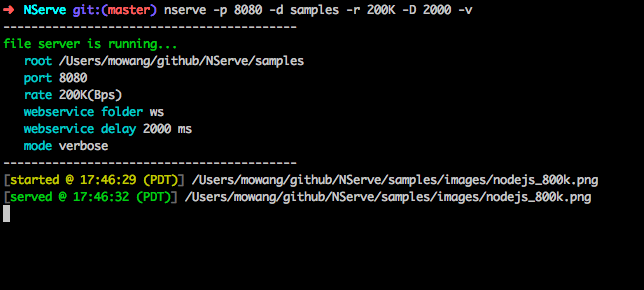 ➜ NServe git:(master) nserve -p 8080 -d samples -r 200K -D 2000 -v
------------------------------------------
file server is running...
root /Users/mowang/github/NServe/samples
port 8080
rate 200K(Bps)
webservice folder ws
webservice delay 2000 ms
mode verbose
------------------------------------------
[started @ 17:46:29 (PDT)] /Users/mowang/github/NServe/samples/images/nodejs_800k.png
[served @ 17:46:32 (PDT)] /Users/mowang/github/NServe/samples/images/nodejs_800k.png